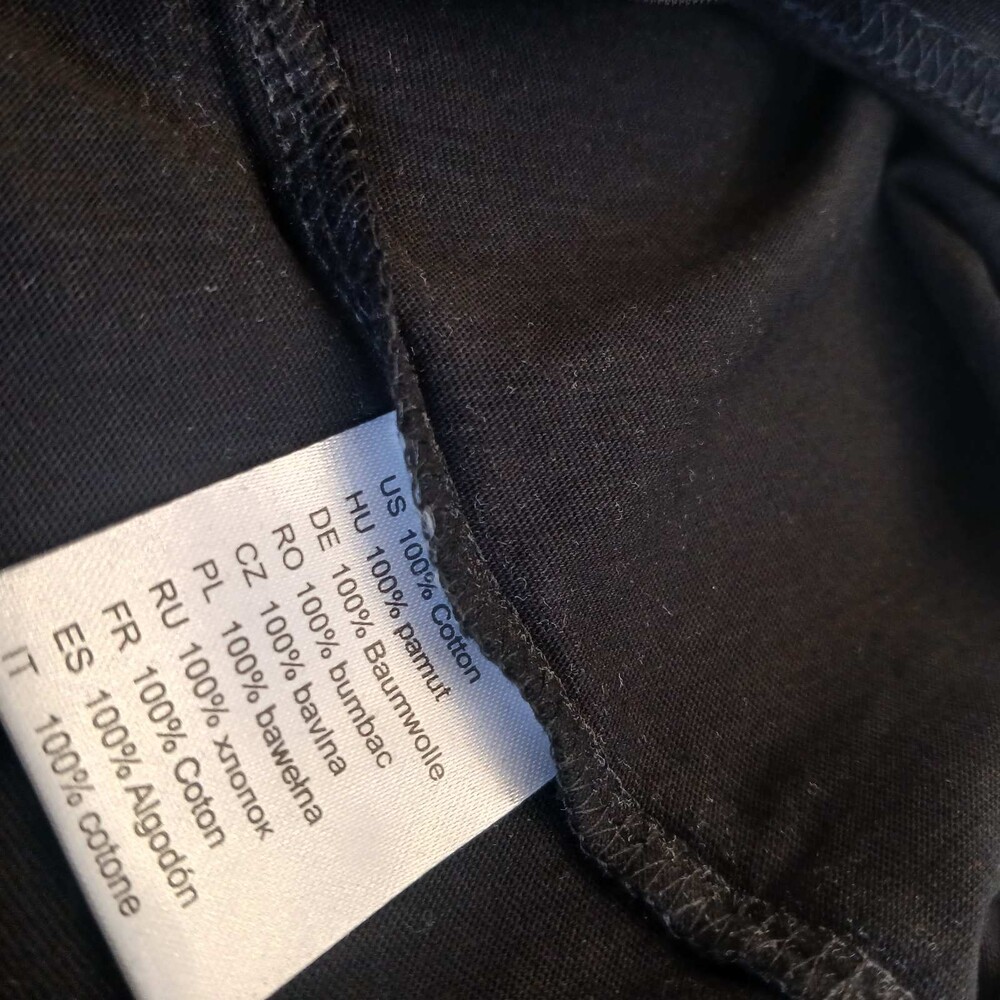 US 100% Cotton
HU 100% pamut
DE 100% Baumwolle
RO 100% bumbac
CZ 100% bavlna
PL 100% bawełna
RU 100% хлопок
FR 100% Coton
ES 100% Algodón
IT 100% cotone